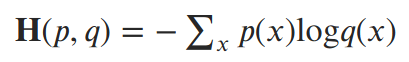 H(p, q) = − ∑ₓ p(x)logq(x)